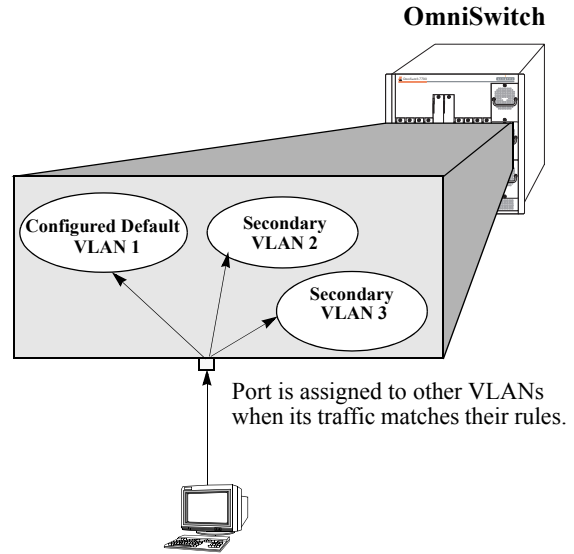 OmniSwitch
Configured Default
VLAN 1
Secondary
VLAN 2
Secondary
VLAN 3
Port is assigned to other VLANs
when its traffic matches their rules.